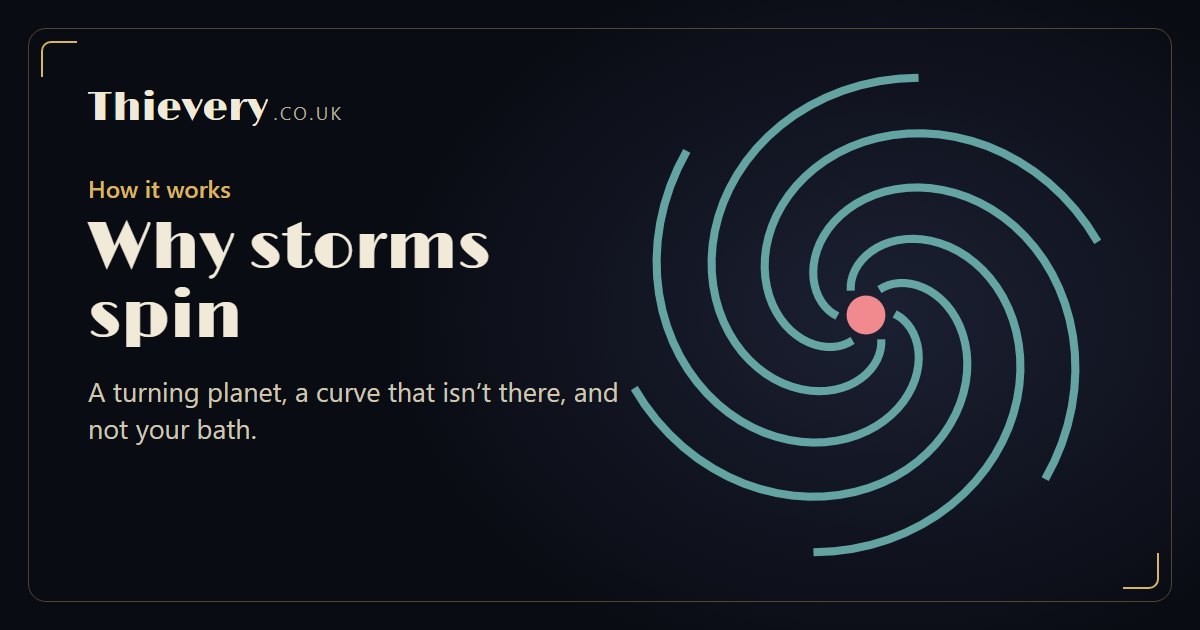 Thievery.CO.UK
How it works
Why storms
spin
A turning planet, a curve that isn’t there, and
not your bath.